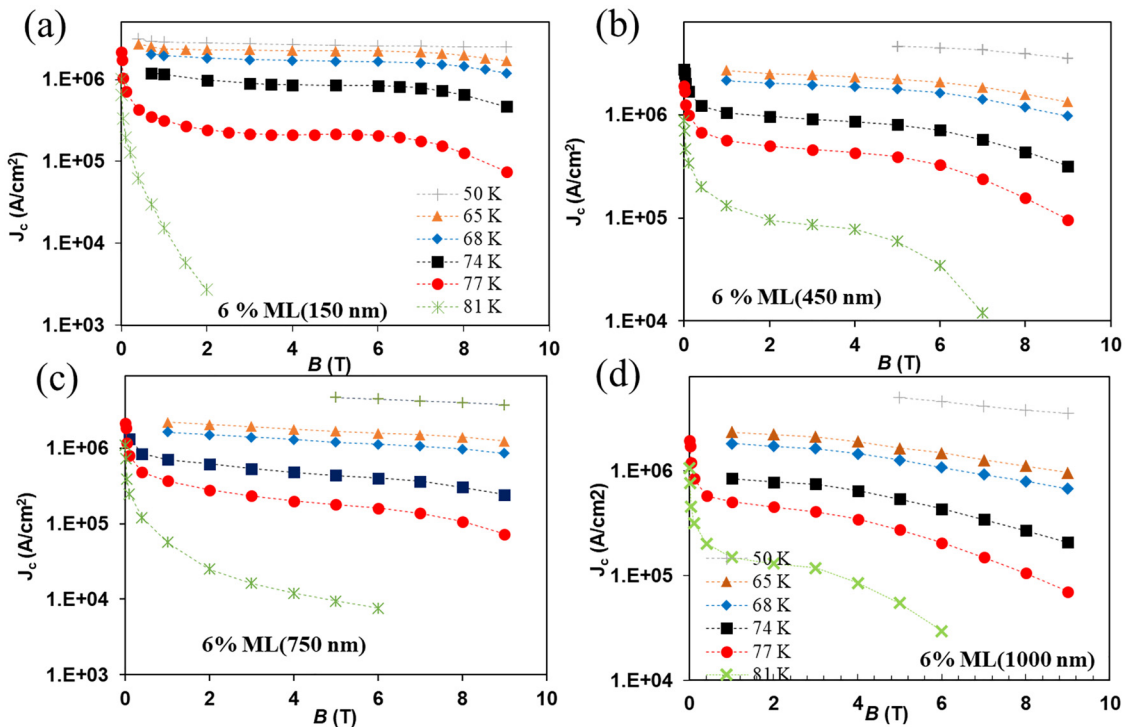 (a)
1.E+06
1.E+05
1.E+04
1.E+03
J_c (A/cm²)
50 K
65 K
68 K
74 K
77 K
81 K
6 % ML(150 nm)
0 2 4 6 8 10
B (T)
(b)
1.E+06
1.E+05
1.E+04
J_c (A/cm²)
6 % ML(450 nm)
0 2 4 6 8 10
B (T)
(c)
1.E+06
1.E+05
1.E+04
1.E+03
J_c (A/cm²)
6% ML(750 nm)
0 2 4 6 8 10
B (T)
(d)
1.E+06
1.E+05
1.E+04
J_c (A/cm2)
50 K
65 K
68 K
74 K
77 K
81 K
6% ML(1000 nm)
0 2 4 6 8 10
B (T)